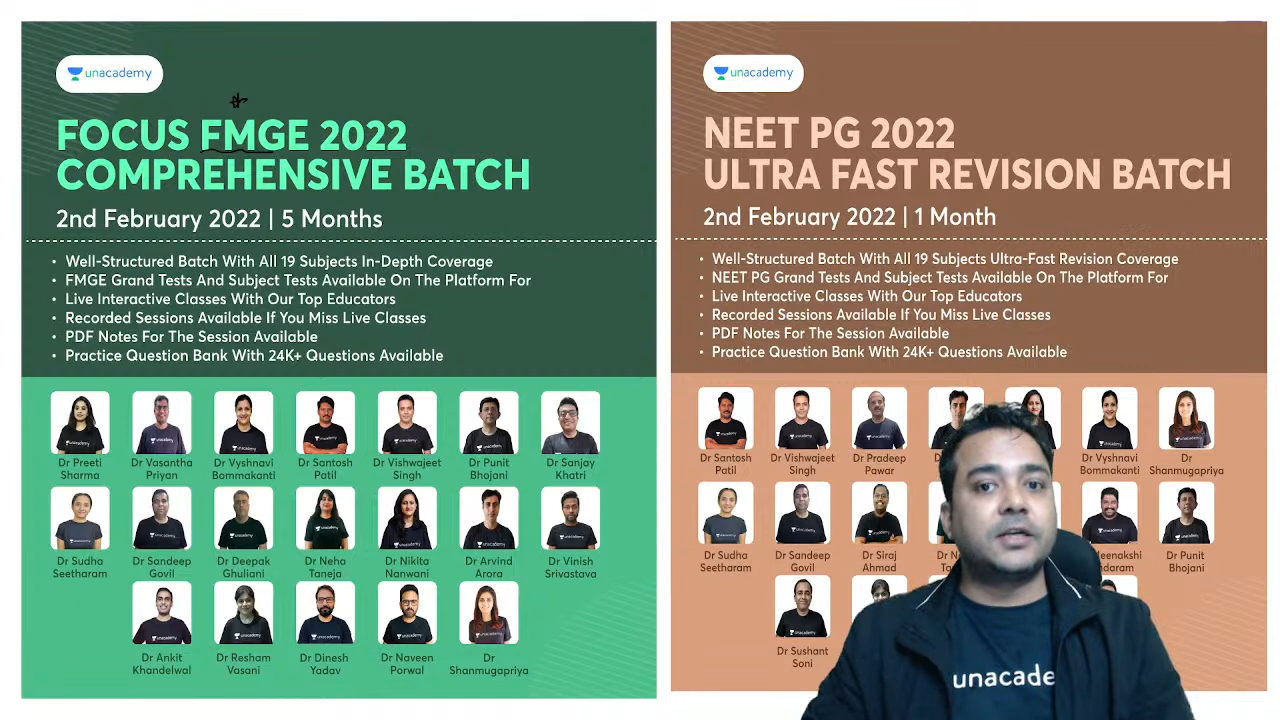 unacademy
FOCUS FMGE 2022
COMPREHENSIVE BATCH
2nd February 2022 | 5 Months
• Well-Structured Batch With All 19 Subjects In-Depth Coverage
• FMGE Grand Tests And Subject Tests Available On The Platform For
• Live Interactive Classes With Our Top Educators
• Recorded Sessions Available If You Miss Live Classes
• PDF Notes For The Session Available
• Practice Question Bank With 24K+ Questions Available
Dr Preeti
Sharma
Dr Vasantha
Priyan
Dr Vyshnavi
Bommakanti
Dr Santosh
Patil
Dr Vishwajeet
Singh
Dr Punit
Bhojani
Dr Sanjay
Khatri
Dr Sudha
Seetharam
Dr Sandeep
Govil
Dr Deepak
Ghuliani
Dr Neha
Taneja
Dr Nikita
Nanwani
Dr Arvind
Arora
Dr Vinish
Srivastava
Dr Ankit
Khandelwal
Dr Resham
Vasani
Dr Dinesh
Yadav
Dr Naveen
Porwal
Dr
Shanmugapriya
unacademy
NEET PG 2022
ULTRA FAST REVISION BATCH
2nd February 2022 | 1 Month
• Well-Structured Batch With All 19 Subjects Ultra-Fast Revision Coverage
• NEET PG Grand Tests And Subject Tests Available On The Platform For
• Live Interactive Classes With Our Top Educators
• Recorded Sessions Available If You Miss Live Classes
• PDF Notes For The Session Available
• Practice Question Bank With 24K+ Questions Available
Dr Santosh
Patil
Dr Vishwajeet
Singh
Dr Pradeep
Pawar
Dr Vyshnavi
Bommakanti
Dr
Shanmugapriya
Dr Sudha
Seetharam
Dr Sandeep
Govil
Dr Siraj
Ahmad
Dr Punit
Bhojani
Dr Sushant
Soni
unacade